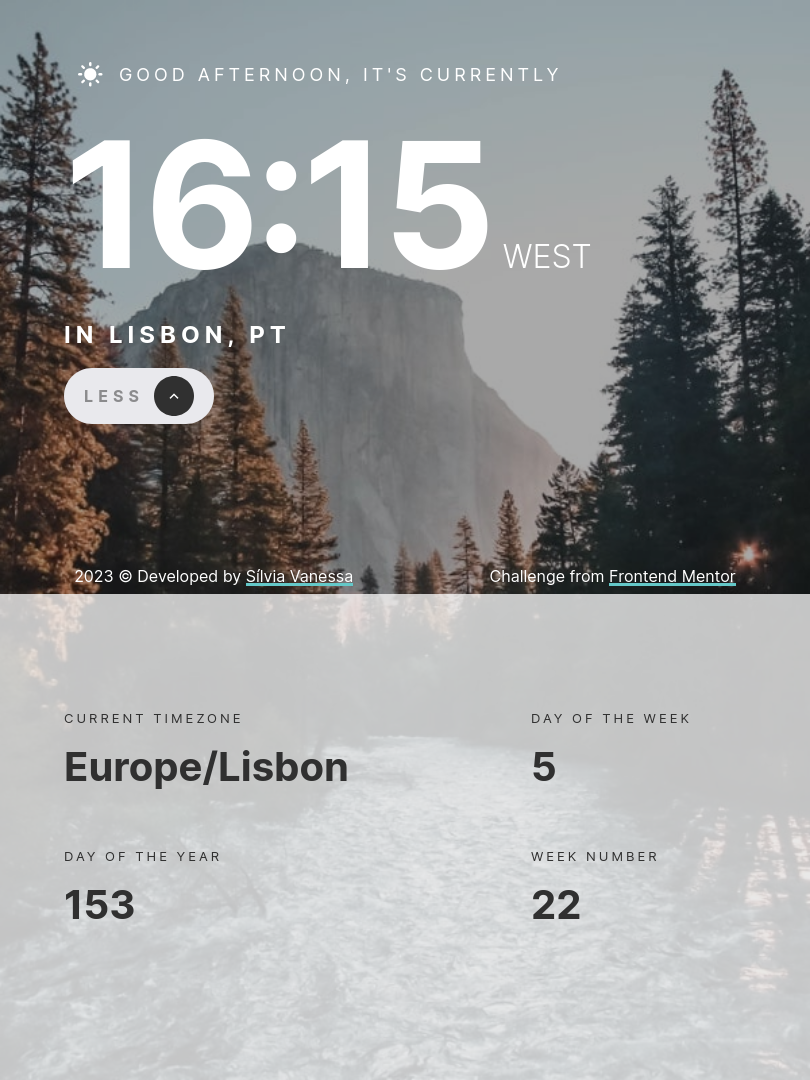 GOOD AFTERNOON, IT'S CURRENTLY
16:15 WEST
IN LISBON, PT
LESS
2023 © Developed by Sílvia Vanessa
Challenge from Frontend Mentor
CURRENT TIMEZONE
Europe/Lisbon
DAY OF THE WEEK
5
DAY OF THE YEAR
153
WEEK NUMBER
22